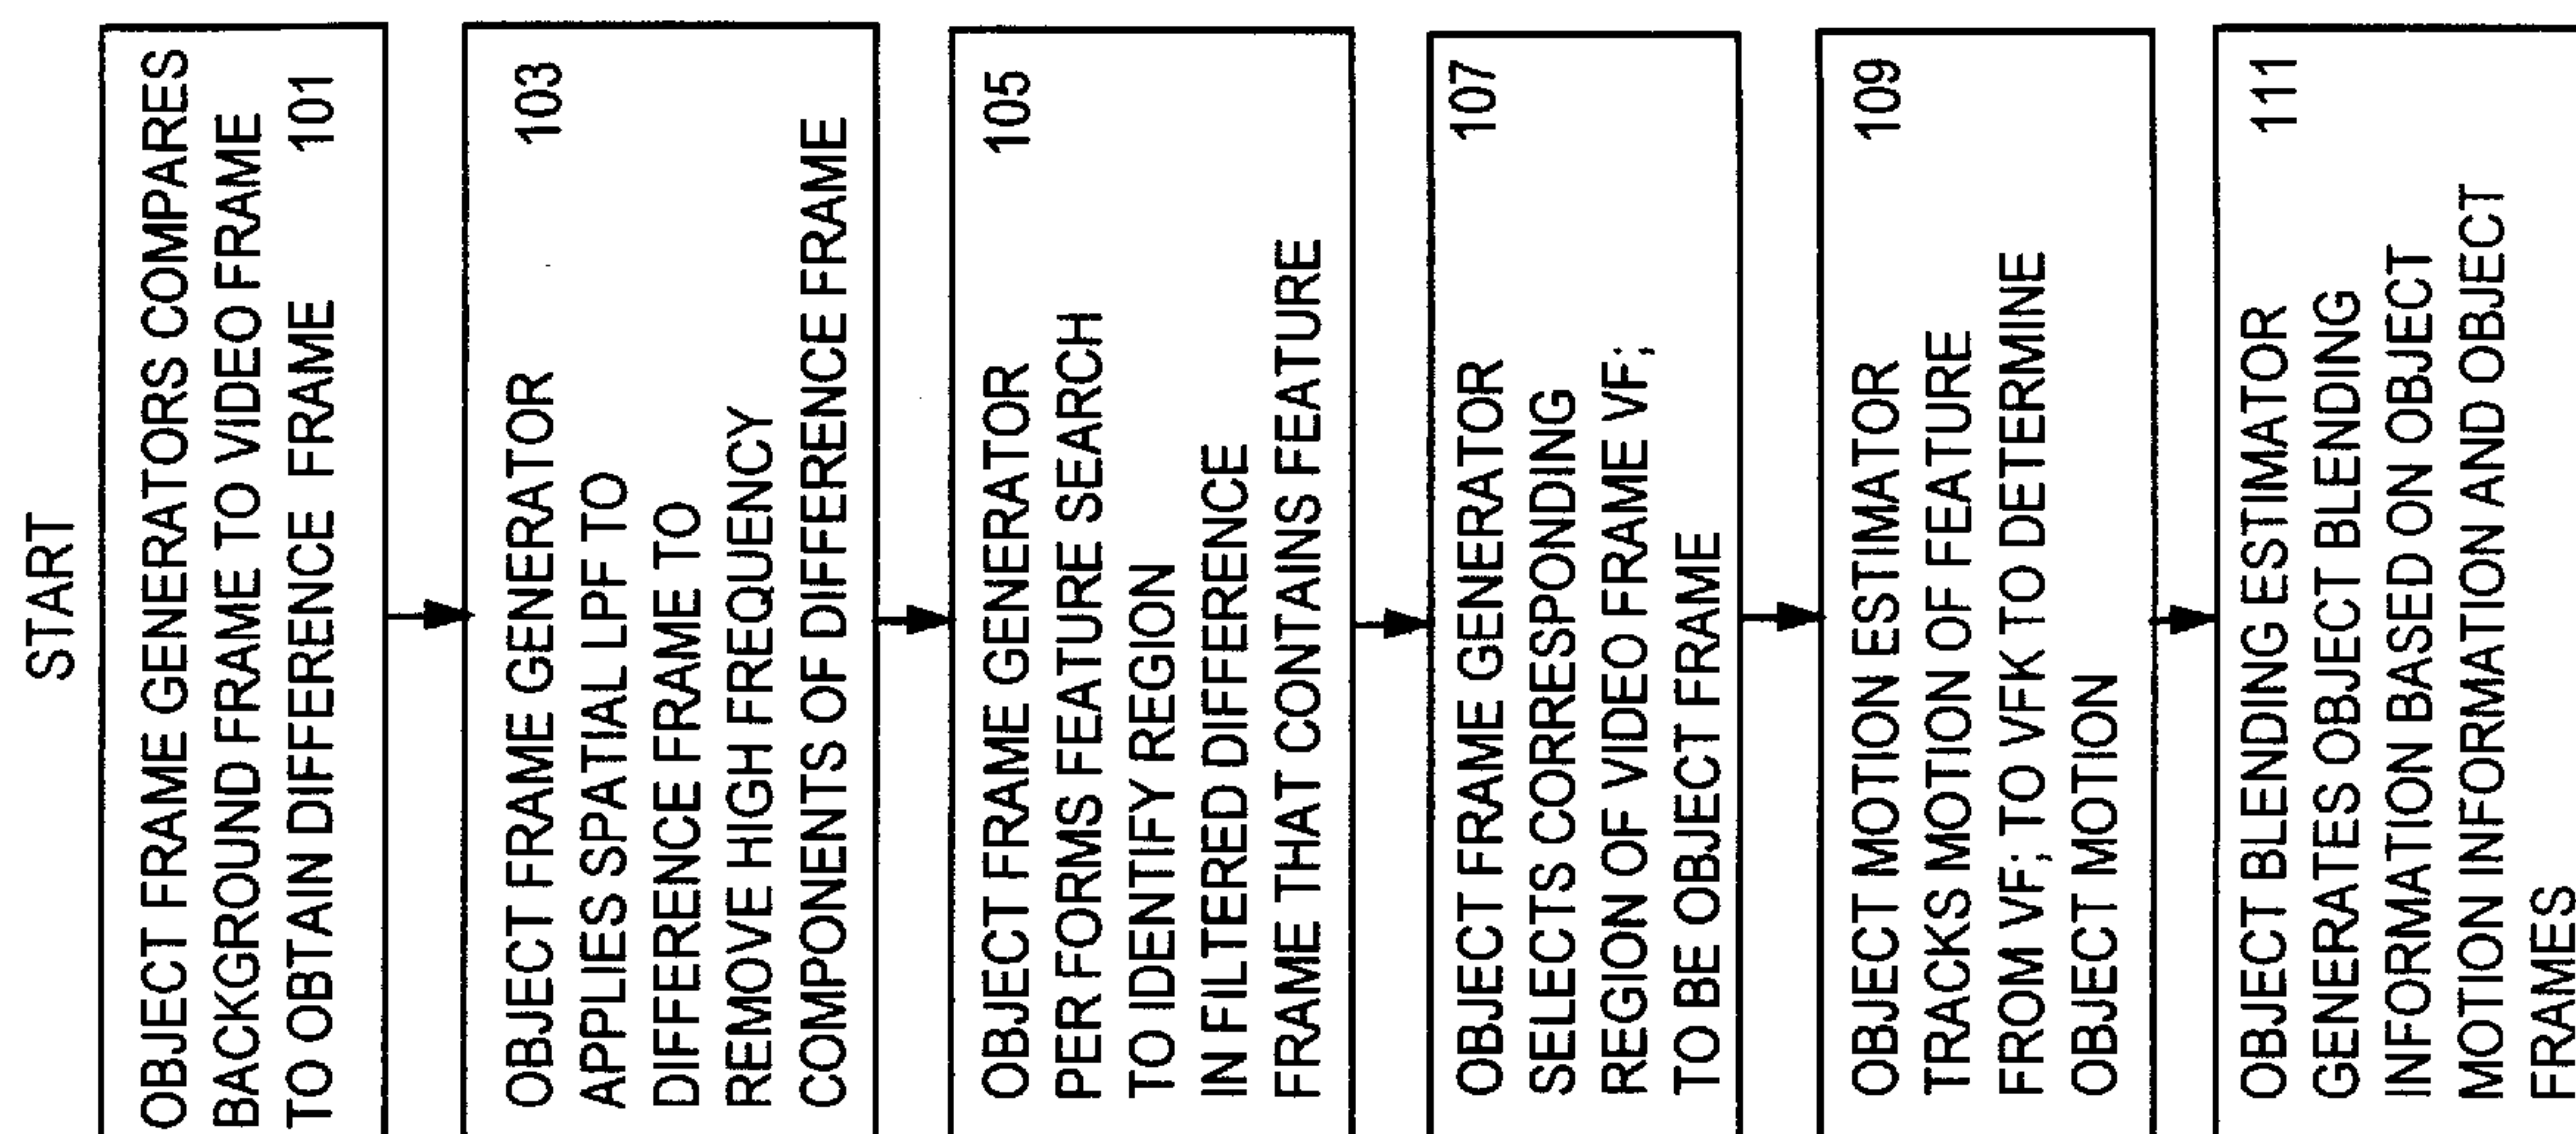 START
OBJECT FRAME GENERATORS COMPARES
BACKGROUND FRAME TO VIDEO FRAME
TO OBTAIN DIFFERENCE FRAME 101
103
OBJECT FRAME GENERATOR
APPLIES SPATIAL LPF TO
DIFFERENCE FRAME TO
REMOVE HIGH FREQUENCY
COMPONENTS OF DIFFERENCE FRAME
OBJECT FRAME GENERATOR 105
PER FORMS FEATURE SEARCH
TO IDENTIFY REGION
IN FILTERED DIFFERENCE
FRAME THAT CONTAINS FEATURE
OBJECT FRAME GENERATOR 107
SELECTS CORRESPONDING
REGION OF VIDEO FRAME VF;
TO BE OBJECT FRAME
OBJECT MOTION ESTIMATOR 109
TRACKS MOTION OF FEATURE
FROM VF; TO VFK TO DETERMINE
OBJECT MOTION
OBJECT BLENDING ESTIMATOR 111
GENERATES OBJECT BLENDING
INFORMATION BASED ON OBJECT
MOTION INFORMATION AND OBJECT
FRAMES